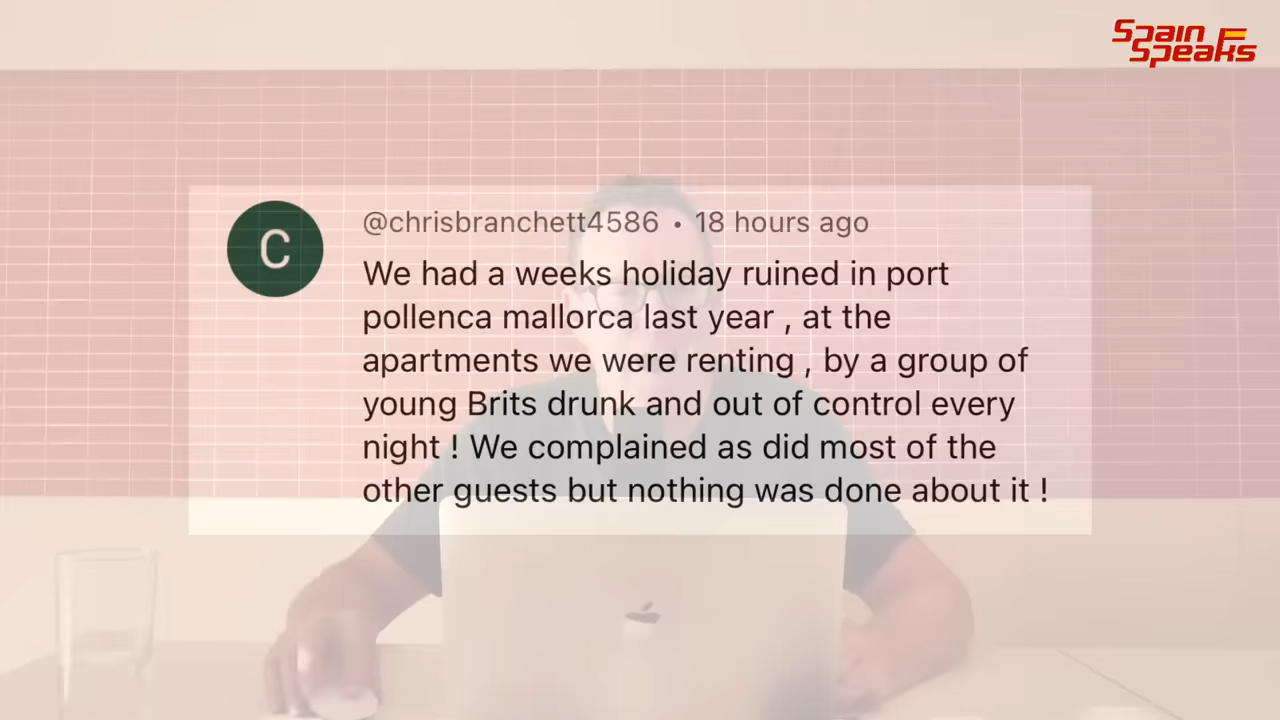 Spain
Speaks
C
@chrisbranchett4586 • 18 hours ago
We had a weeks holiday ruined in port
pollenca mallorca last year , at the
apartments we were renting , by a group of
young Brits drunk and out of control every
night ! We complained as did most of the
other guests but nothing was done about it !